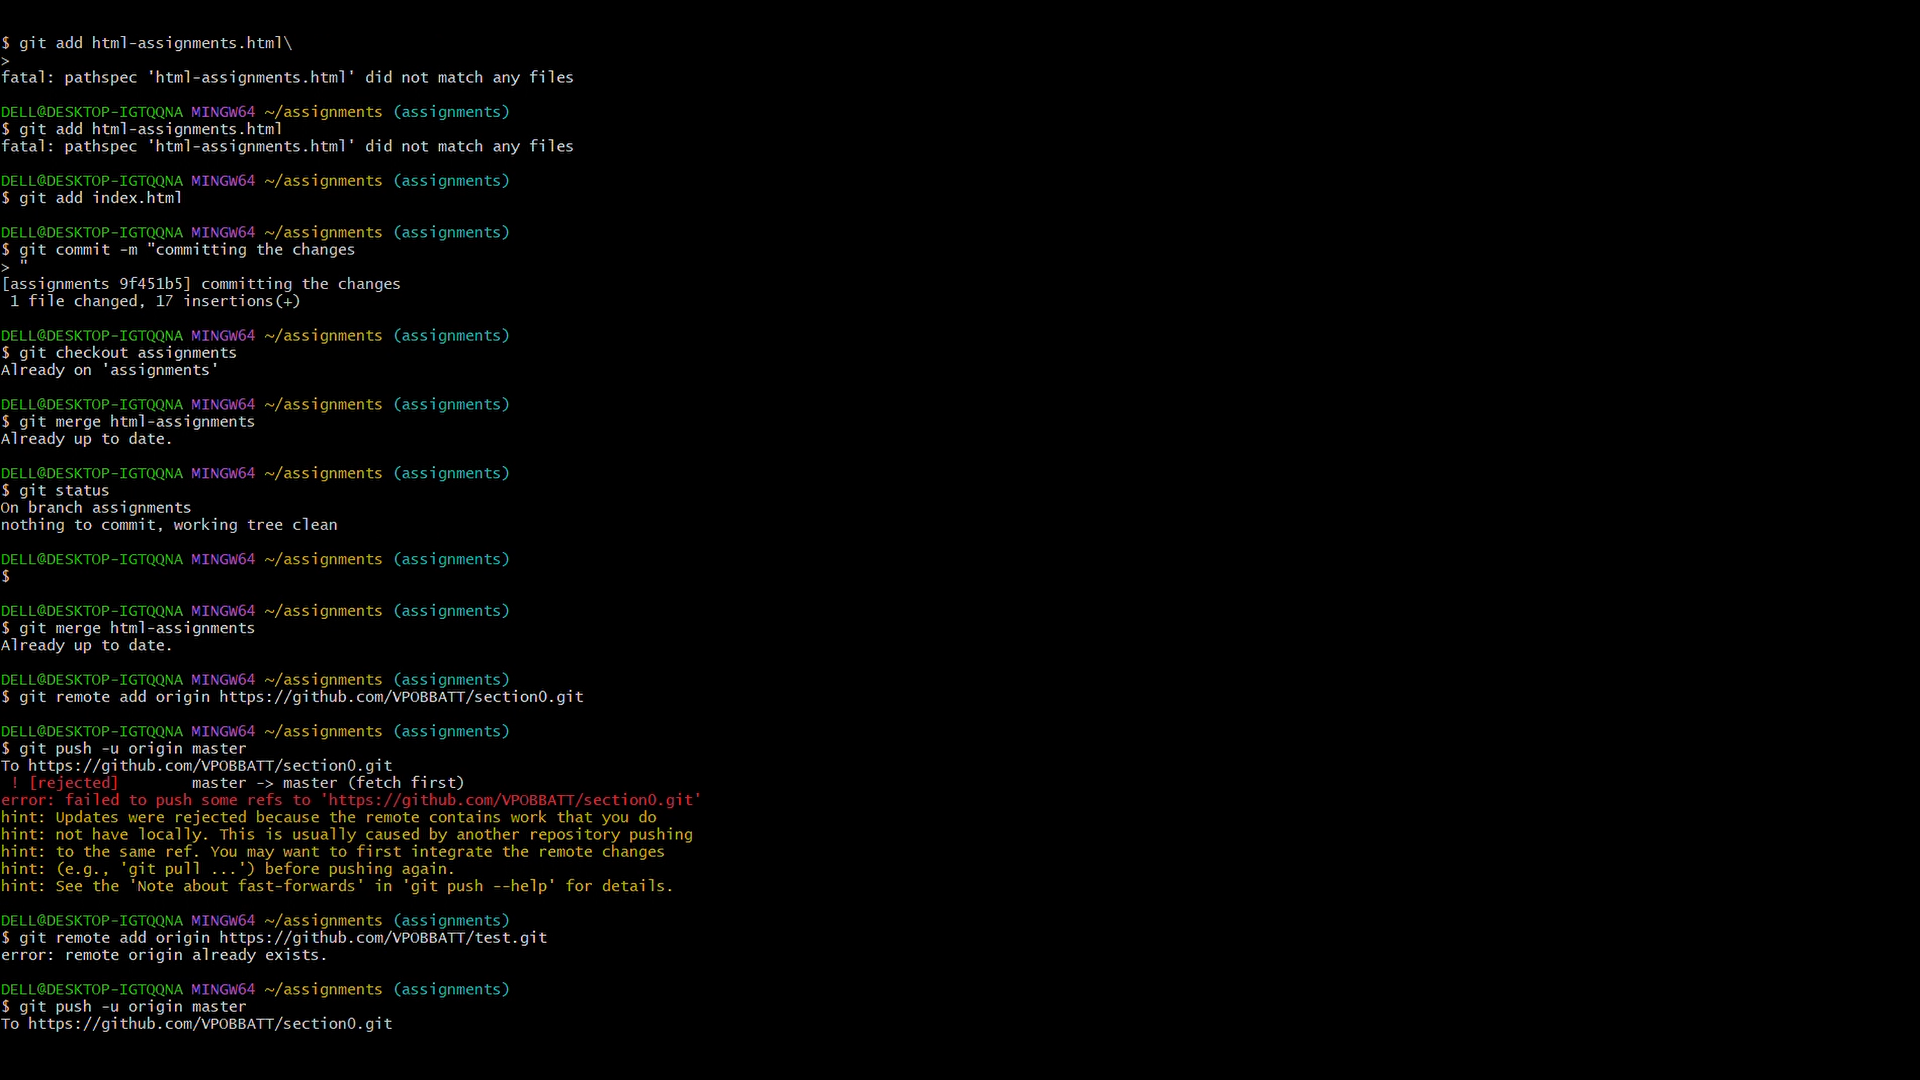 $ git add html-assignments.html\
>
fatal: pathspec 'html-assignments.html' did not match any files
DELL@DESKTOP-IGTQQNA MINGW64 ~/assignments (assignments)
$ git add html-assignments.html
fatal: pathspec 'html-assignments.html' did not match any files
DELL@DESKTOP-IGTQQNA MINGW64 ~/assignments (assignments)
$ git add index.html
DELL@DESKTOP-IGTQQNA MINGW64 ~/assignments (assignments)
$ git commit -m "committing the changes
> "
[assignments 9f451b5] committing the changes
 1 file changed, 17 insertions(+)
DELL@DESKTOP-IGTQQNA MINGW64 ~/assignments (assignments)
$ git checkout assignments
Already on 'assignments'
DELL@DESKTOP-IGTQQNA MINGW64 ~/assignments (assignments)
$ git merge html-assignments
Already up to date.
DELL@DESKTOP-IGTQQNA MINGW64 ~/assignments (assignments)
$ git status
On branch assignments
nothing to commit, working tree clean
DELL@DESKTOP-IGTQQNA MINGW64 ~/assignments (assignments)
$
DELL@DESKTOP-IGTQQNA MINGW64 ~/assignments (assignments)
$ git merge html-assignments
Already up to date.
DELL@DESKTOP-IGTQQNA MINGW64 ~/assignments (assignments)
$ git remote add origin https://github.com/VPOBBATT/section0.git
DELL@DESKTOP-IGTQQNA MINGW64 ~/assignments (assignments)
$ git push -u origin master
To https://github.com/VPOBBATT/section0.git
 ! [rejected]        master -> master (fetch first)
error: failed to push some refs to 'https://github.com/VPOBBATT/section0.git'
hint: Updates were rejected because the remote contains work that you do
hint: not have locally. This is usually caused by another repository pushing
hint: to the same ref. You may want to first integrate the remote changes
hint: (e.g., 'git pull ...') before pushing again.
hint: See the 'Note about fast-forwards' in 'git push --help' for details.
DELL@DESKTOP-IGTQQNA MINGW64 ~/assignments (assignments)
$ git remote add origin https://github.com/VPOBBATT/test.git
error: remote origin already exists.
DELL@DESKTOP-IGTQQNA MINGW64 ~/assignments (assignments)
$ git push -u origin master
To https://github.com/VPOBBATT/section0.git